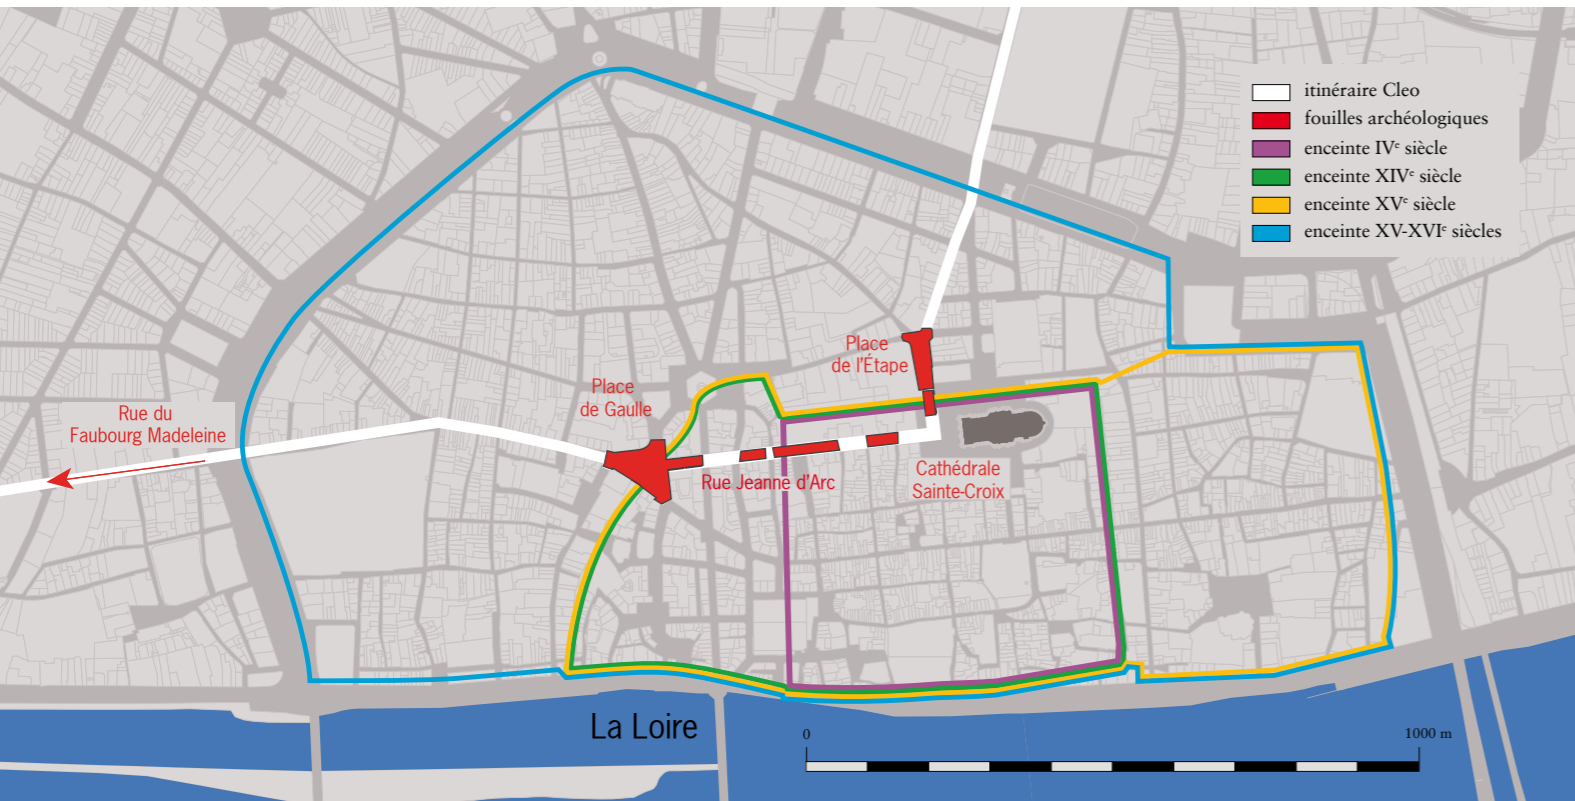 itinéraire Cleo
fouilles archéologiques
enceinte IVᵉ siècle
enceinte XIVᵉ siècle
enceinte XVᵉ siècle
enceinte XV-XVIᵉ siècles
Place
de l'Étape
Place
de Gaulle
Rue du
Faubourg Madeleine
Rue Jeanne d'Arc
Cathédrale
Sainte-Croix
La Loire
0
1000 m